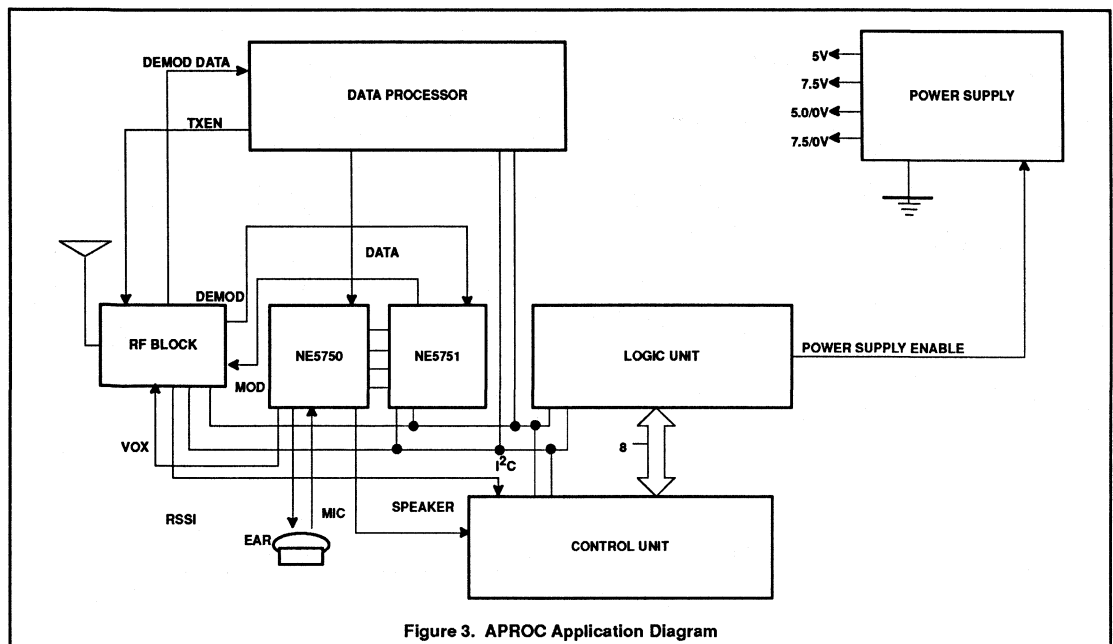 DEMOD DATA
DATA PROCESSOR
TXEN
5V
7.5V
5.0/0V
7.5/0V
POWER SUPPLY
DATA
DEMOD
RF BLOCK
NE5750
NE5751
LOGIC UNIT
POWER SUPPLY ENABLE
MOD
VOX
I²C
8
RSSI
EAR
MIC
SPEAKER
CONTROL UNIT
Figure 3. APROC Application Diagram